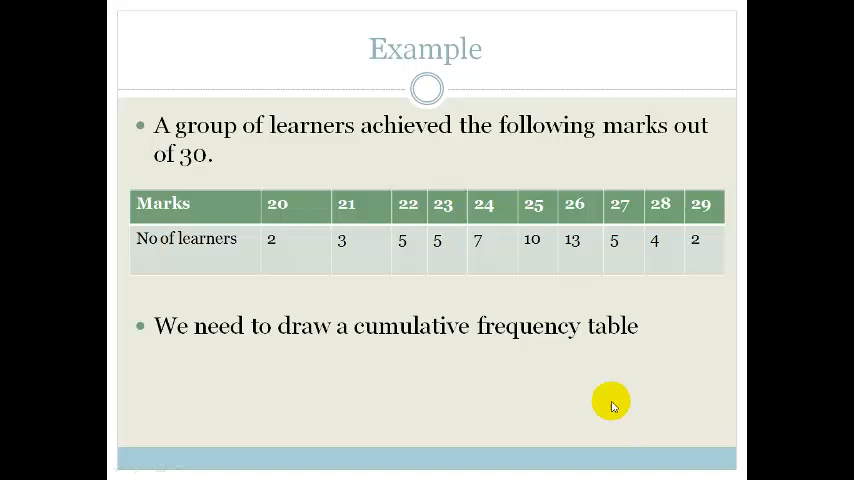 Example
A group of learners achieved the following marks out
of 30.
Marks 20 21 22 23 24 25 26 27 28 29
No of learners 2 3 5 5 7 10 13 5 4 2
We need to draw a cumulative frequency table